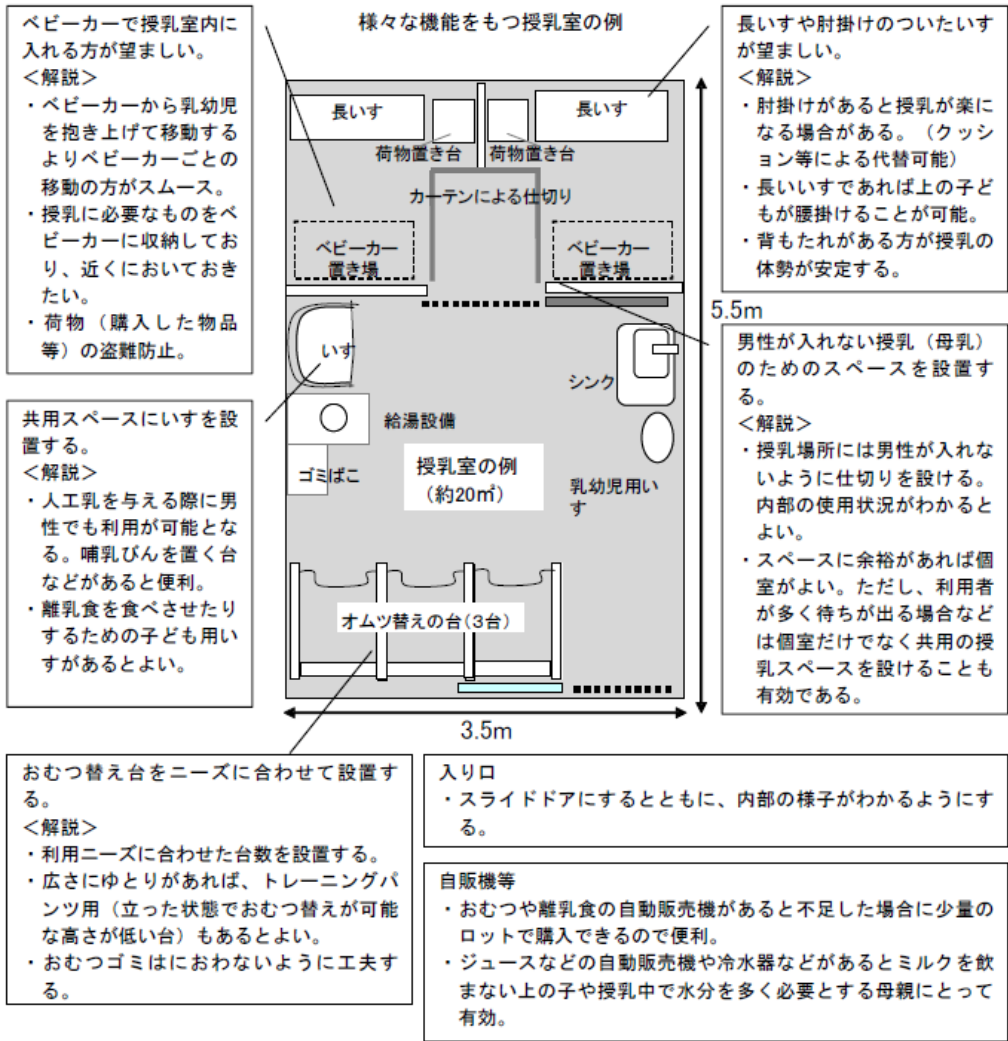 様々な機能をもつ授乳室の例
ベビーカーで授乳室内に
入れる方が望ましい。
<解説>
・ベビーカーから乳幼児
を抱き上げて移動する
よりベビーカーごとの
移動の方がスムース。
・授乳に必要なものをベ
ビーカーに収納してお
り、近くにおいておき
たい。
・荷物（購入した物品
等）の盗難防止。
共用スペースにいすを設
置する。
<解説>
・人工乳を与える際に男
性でも利用が可能とな
る。哺乳びんを置く台
などがあると便利。
・離乳食を食べさせたり
するための子ども用い
すがあるとよい。
長いす
長いす
荷物置き台
荷物置き台
カーテンによる仕切り
ベビーカー
置き場
ベビーカー
置き場
いす
シンク
給湯設備
ゴミばこ
授乳室の例
（約20㎡）
乳幼児用い
す
オムツ替えの台（3台）
5.5m
3.5m
長いすや肘掛けのついたいす
が望ましい。
<解説>
・肘掛けがあると授乳が楽に
なる場合がある。（クッシ
ョン等による代替可能）
・長いいすであれば上の子ど
もが腰掛けることが可能。
・背もたれがある方が授乳の
体勢が安定する。
男性が入れない授乳（母乳）
のためのスペースを設置す
る。
<解説>
・授乳場所には男性が入れな
いように仕切りを設ける。
内部の使用状況がわかると
よい。
・スペースに余裕があれば個
室がよい。ただし、利用者
が多く待ちが出る場合など
は個室だけでなく共用の授
乳スペースを設けることも
有効である。
おむつ替え台をニーズに合わせて設置す
る。
<解説>
・利用ニーズに合わせた台数を設置する。
・広さにゆとりがあれば、トレーニングパ
ンツ用（立った状態でおむつ替えが可能
な高さが低い台）もあるとよい。
・おむつゴミはにおわないように工夫す
る。
入り口
・スライドドアにするとともに、内部の様子がわかるようにす
る。
自販機等
・おむつや離乳食の自動販売機があると不足した場合に少量の
ロットで購入できるので便利。
・ジュースなどの自動販売機や冷水器などがあるとミルクを飲
まない上の子や授乳中で水分を多く必要とする母親にとって
有効。